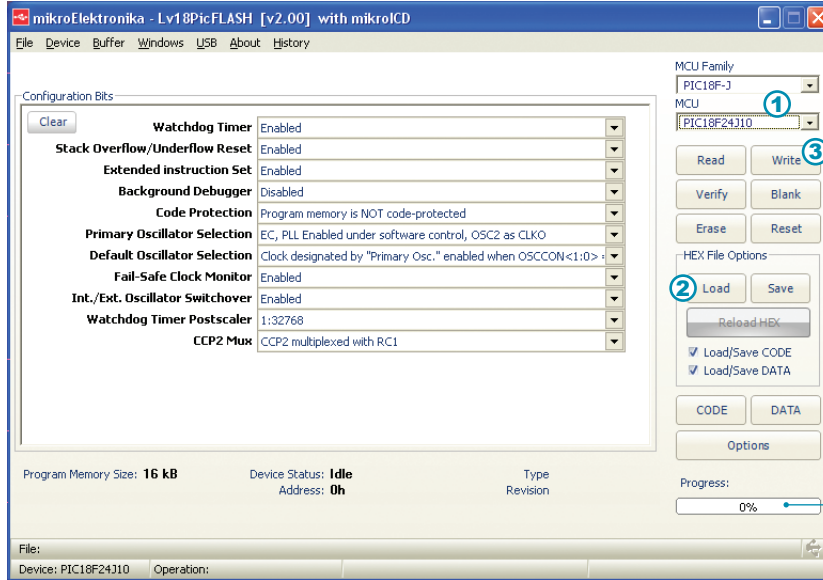 mikroElektronika - Lv18PicFLASH [v2.00] with mikroICD
File Device Buffer Windows USB About History
MCU Family
PIC18F-J
MCU
1
PIC18F24J10
Configuration Bits
Clear
Watchdog Timer Enabled
Stack Overflow/Underflow Reset Enabled
Extended instruction Set Enabled
Background Debugger Disabled
Code Protection Program memory is NOT code-protected
Primary Oscillator Selection EC, PLL Enabled under software control, OSC2 as CLKO
Default Oscillator Selection Clock designated by "Primary Osc." enabled when OSCCON<1:0> =
Fail-Safe Clock Monitor Enabled
Int./Ext. Oscillator Switchover Enabled
Watchdog Timer Postscaler 1:32768
CCP2 Mux CCP2 multiplexed with RC1
Read Write 3
Verify Blank
Erase Reset
HEX File Options
2 Load Save
Reload HEX
Load/Save CODE
Load/Save DATA
CODE DATA
Options
Program Memory Size: 16 kB Device Status: Idle Type
Address: 0h Revision
Progress:
0%
File:
Device: PIC18F24J10 Operation: